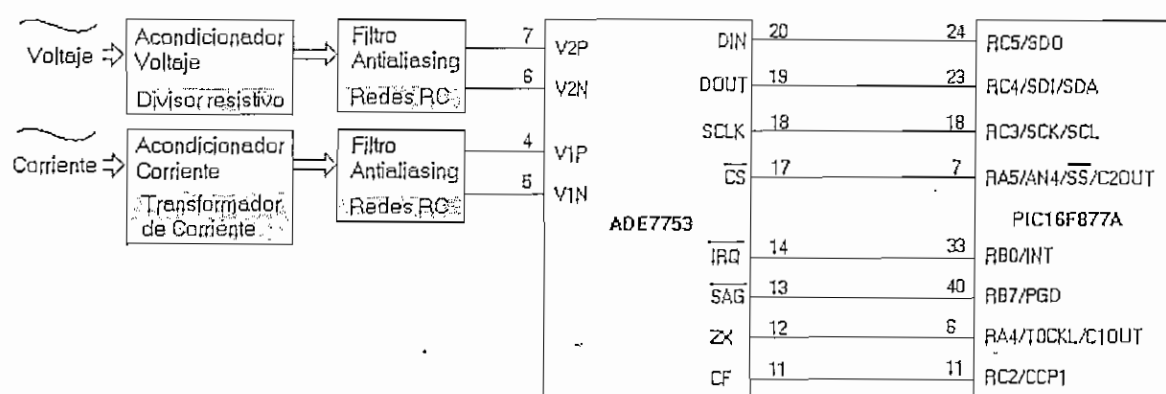 Voltaje
Acondicionador
Voltaje
Divisor resistivo
Filtro
Antialiasing
Redes RC
7
6
V2P
V2N
Corriente
Acondicionador
Corriente
Transformador
de Corriente
Filtro
Antialiasing
Redes RC
4
5
V1P
V1N
ADE7753
DIN 20 24 RC5/SDO
DOUT 19 23 RC4/SDI/SDA
SCLK 18 18 RC3/SCK/SCL
CS 17 7 RA5/AN4/SS/C2OUT
PIC16F877A
IRQ 14 33 RB0/INT
SAG 13 40 RB7/PGD
ZX 12 6 RA4/T0CKL/C1OUT
CF 11 11 RC2/CCP1